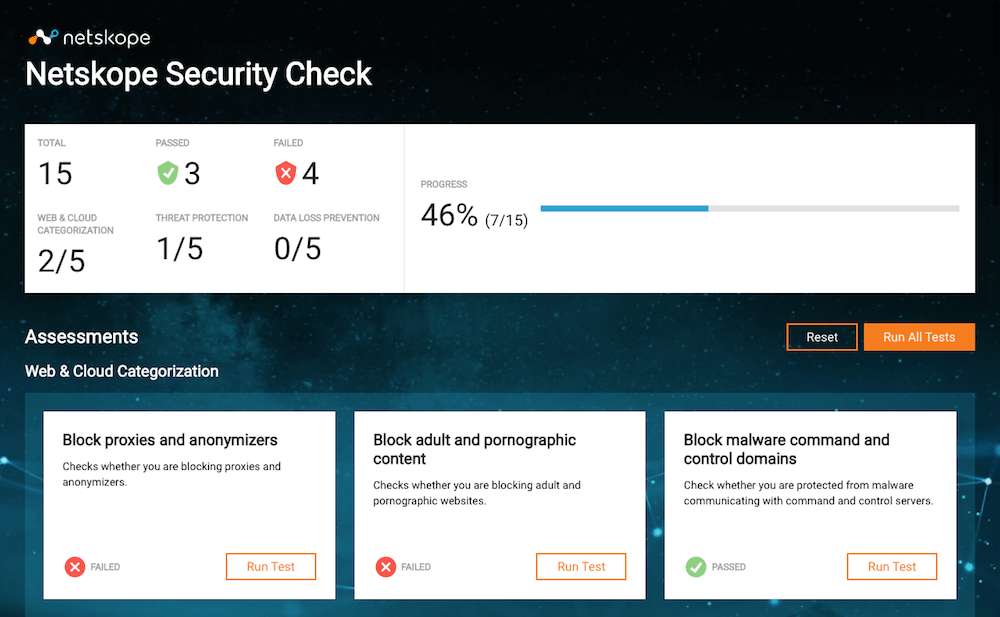 netskope
Netskope Security Check
TOTAL
15
PASSED
3
FAILED
4
WEB & CLOUD
CATEGORIZATION
2/5
THREAT PROTECTION
1/5
DATA LOSS PREVENTION
0/5
PROGRESS
46% (7/15)
Assessments
Reset
Run All Tests
Web & Cloud Categorization
Block proxies and anonymizers
Checks whether you are blocking proxies and
anonymizers.
FAILED
Run Test
Block adult and pornographic
content
Checks whether you are blocking adult and
pornographic websites.
FAILED
Run Test
Block malware command and
control domains
Check whether you are protected from malware
communicating with command and control servers.
PASSED
Run Test